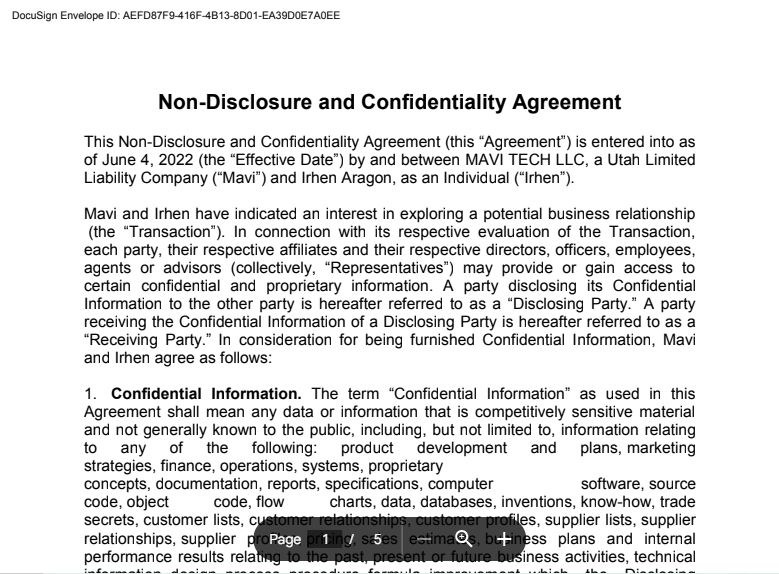 DocuSign Envelope ID: AEFD87F9-416F-4B13-8D01-EA39D0E7A0EE
Non-Disclosure and Confidentiality Agreement
This Non-Disclosure and Confidentiality Agreement (this “Agreement”) is entered into as
of June 4, 2022 (the “Effective Date”) by and between MAVI TECH LLC, a Utah Limited
Liability Company (“Mavi”) and Irhen Aragon, as an Individual (“Irhen”).
Mavi and Irhen have indicated an interest in exploring a potential business relationship
(the “Transaction”). In connection with its respective evaluation of the Transaction,
each party, their respective affiliates and their respective directors, officers, employees,
agents or advisors (collectively, “Representatives”) may provide or gain access to
certain confidential and proprietary information. A party disclosing its Confidential
Information to the other party is hereafter referred to as a “Disclosing Party.” A party
receiving the Confidential Information of a Disclosing Party is hereafter referred to as a
“Receiving Party.” In consideration for being furnished Confidential Information, Mavi
and Irhen agree as follows:
1. Confidential Information. The term “Confidential Information” as used in this
Agreement shall mean any data or information that is competitively sensitive material
and not generally known to the public, including, but not limited to, information relating
to any of the following: product development and plans, marketing
strategies, finance, operations, systems, proprietary
concepts, documentation, reports, specifications, computer software, source
code, object code, flow charts, data, databases, inventions, know-how, trade
secrets, customer lists, customer relationships, customer profiles, supplier lists, supplier
relationships, supplier pricing estimates, business plans and internal
performance results relating to the past, present or future business activities, technical
Page 1 / 5